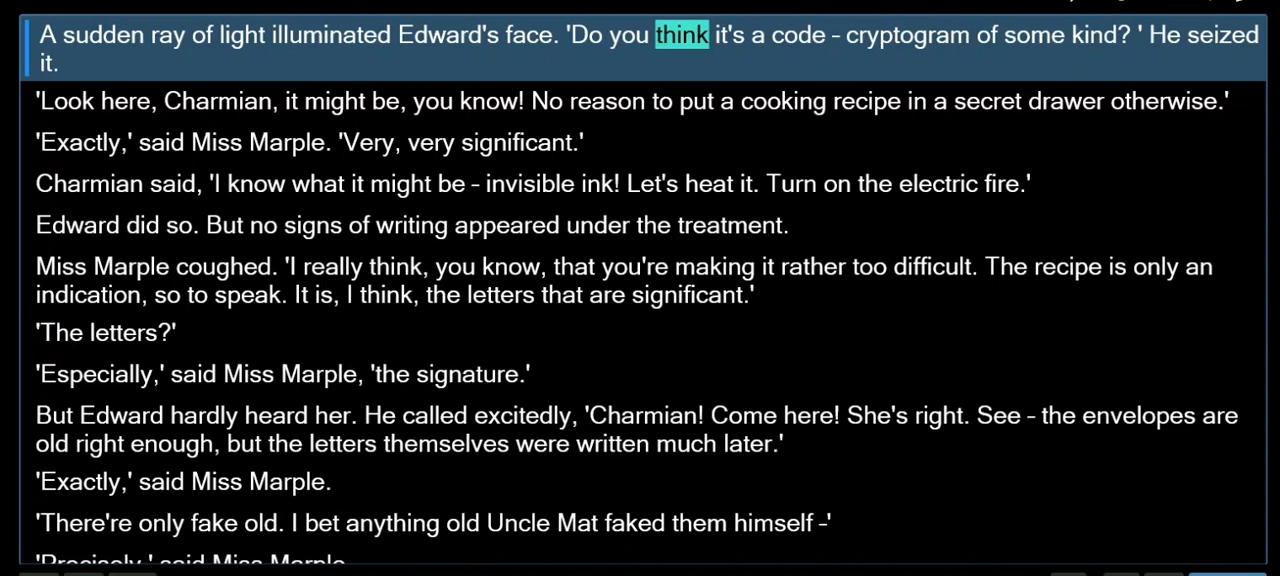 A sudden ray of light illuminated Edward's face. 'Do you think it's a code – cryptogram of some kind? ' He seized
it.
'Look here, Charmian, it might be, you know! No reason to put a cooking recipe in a secret drawer otherwise.'
'Exactly,' said Miss Marple. 'Very, very significant.'
Charmian said, 'I know what it might be – invisible ink! Let's heat it. Turn on the electric fire.'
Edward did so. But no signs of writing appeared under the treatment.
Miss Marple coughed. 'I really think, you know, that you're making it rather too difficult. The recipe is only an
indication, so to speak. It is, I think, the letters that are significant.'
'The letters?'
'Especially,' said Miss Marple, 'the signature.'
But Edward hardly heard her. He called excitedly, 'Charmian! Come here! She's right. See – the envelopes are
old right enough, but the letters themselves were written much later.'
'Exactly,' said Miss Marple.
'There're only fake old. I bet anything old Uncle Mat faked them himself –'
'Precisely,' said Miss Marple.